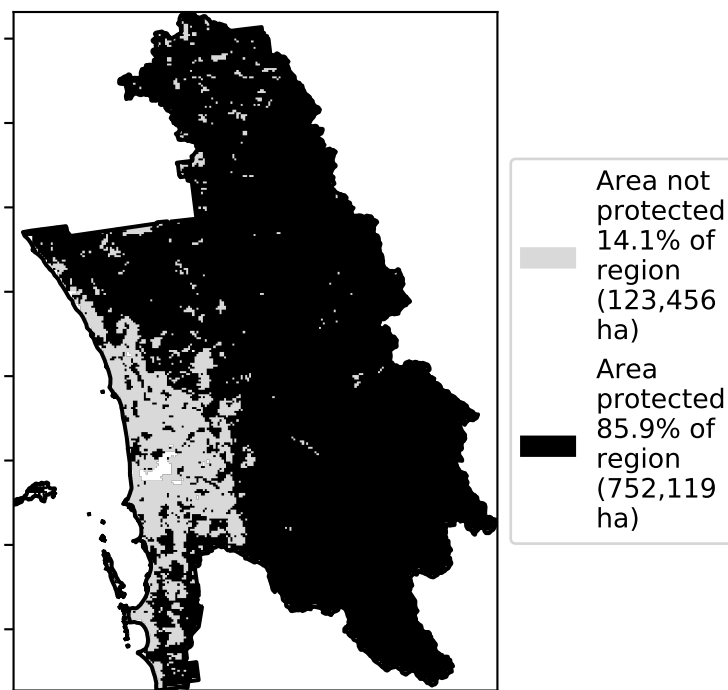 Area not
protected
14.1% of
region
(123,456
ha)
Area
protected
85.9% of
region
(752,119
ha)